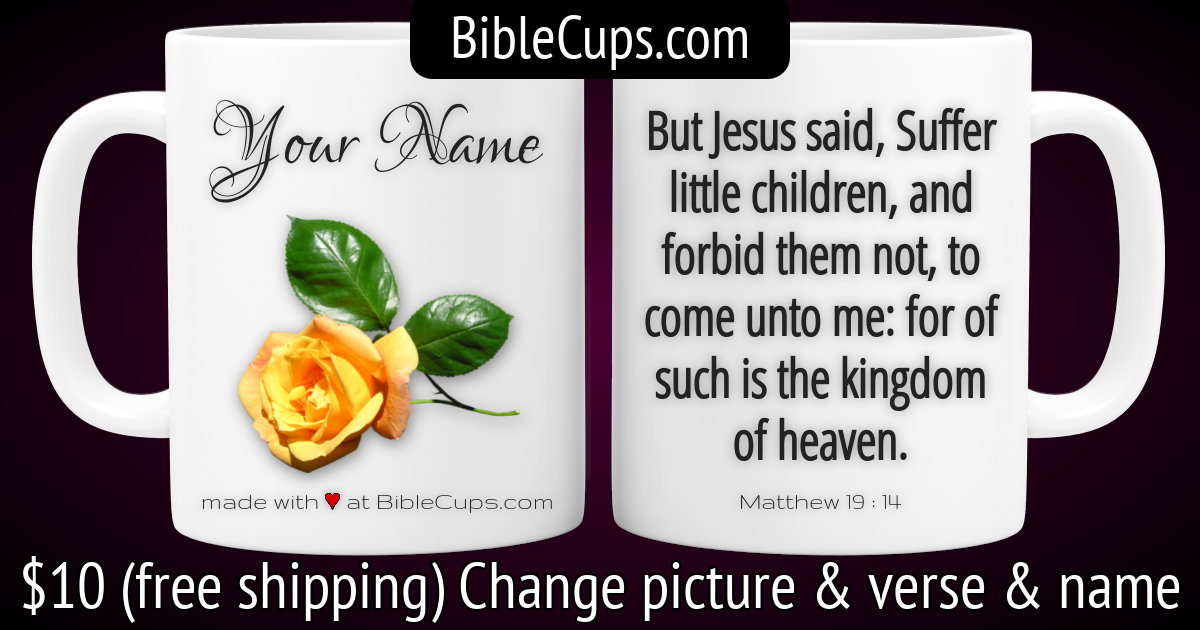 BibleCups.com
Your Name
made with ♥ at BibleCups.com
But Jesus said, Suffer
little children, and
forbid them not, to
come unto me: for of
such is the kingdom
of heaven.
Matthew 19 : 14
$10 (free shipping) Change picture & verse & name